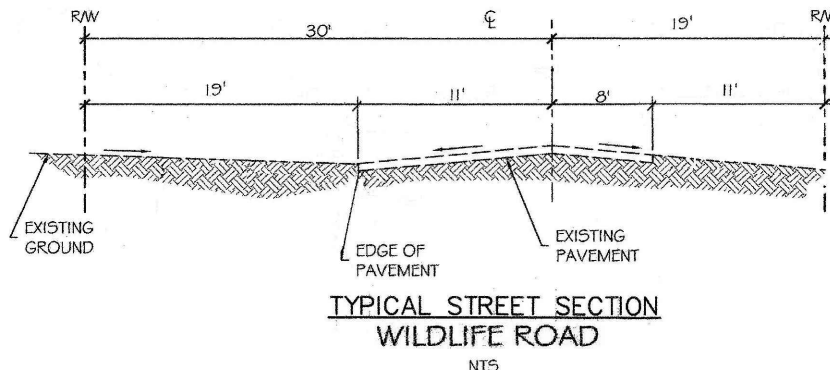 R/W
℄
R/W
30'
19'
19'
11'
8'
11'
EXISTING
GROUND
EDGE OF
PAVEMENT
EXISTING
PAVEMENT
TYPICAL STREET SECTION
WILDLIFE ROAD
NTS